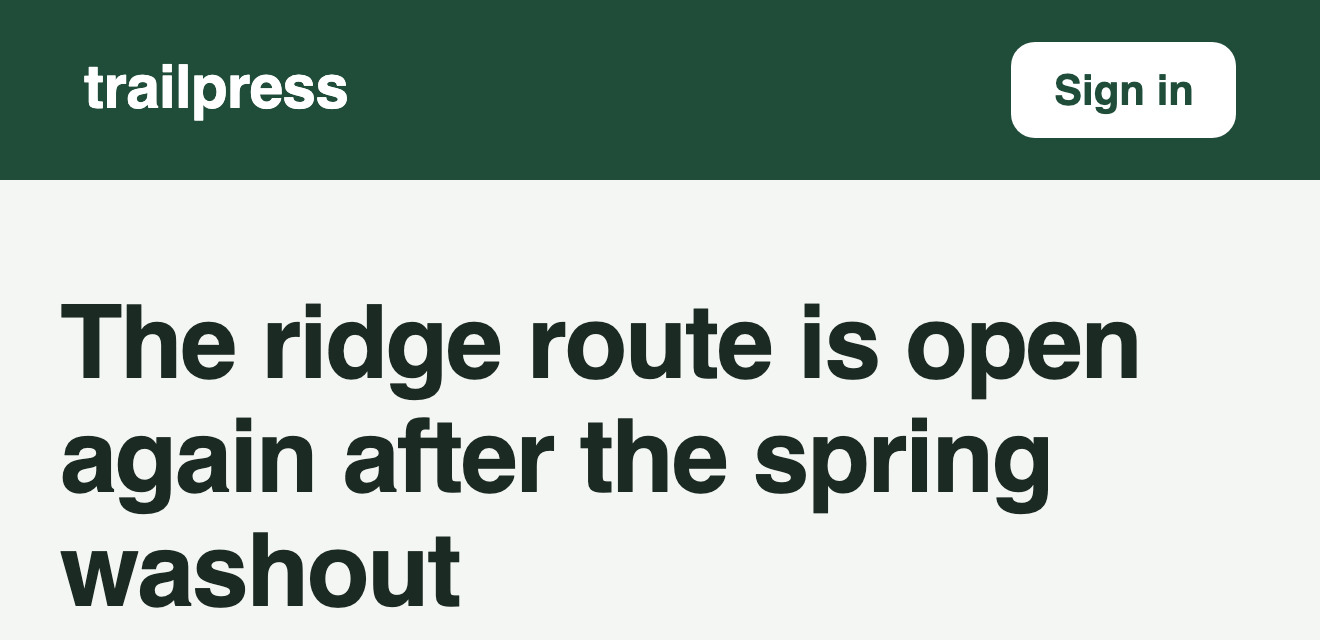 trailpress
Sign in
The ridge route is open
again after the spring
washout